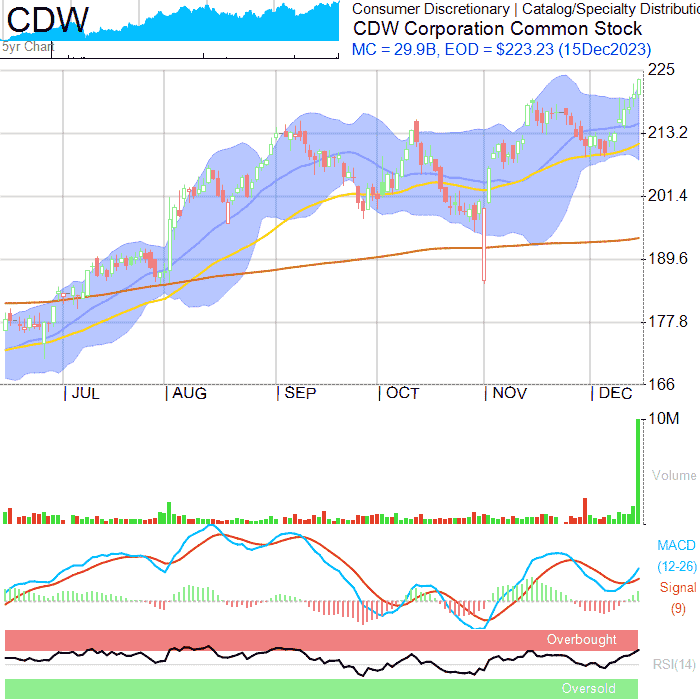 CDW
5yr Chart
Consumer Discretionary | Catalog/Specialty Distributio
CDW Corporation Common Stock
MC = 29.9B, EOD = $223.23 (15Dec2023)
225
213.2
201.4
189.6
177.8
166
JUL AUG SEP OCT NOV DEC
10M
Volume
MACD
(12-26)
Signal
(9)
Overbought
RSI(14)
Oversold